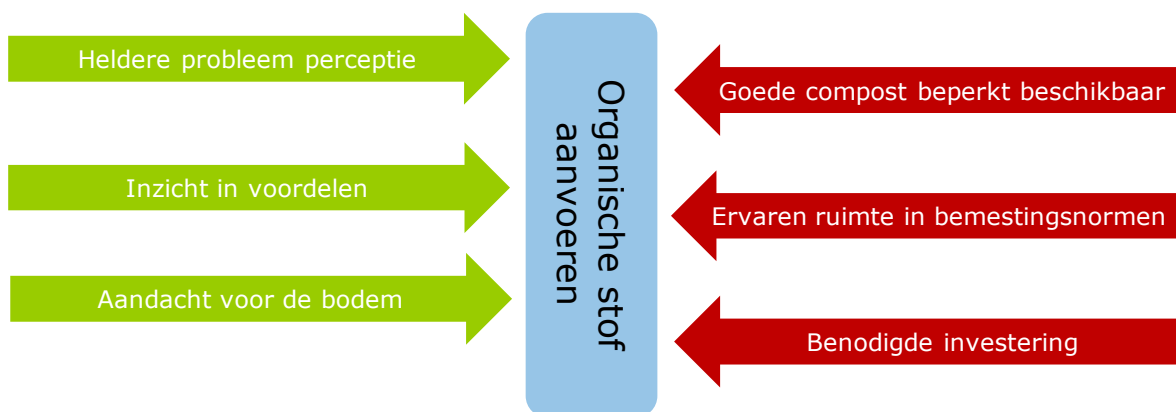 Heldere probleem perceptie
Inzicht in voordelen
Aandacht voor de bodem
Organische stof
aanvoeren
Goede compost beperkt beschikbaar
Ervaren ruimte in bemestingsnormen
Benodigde investering